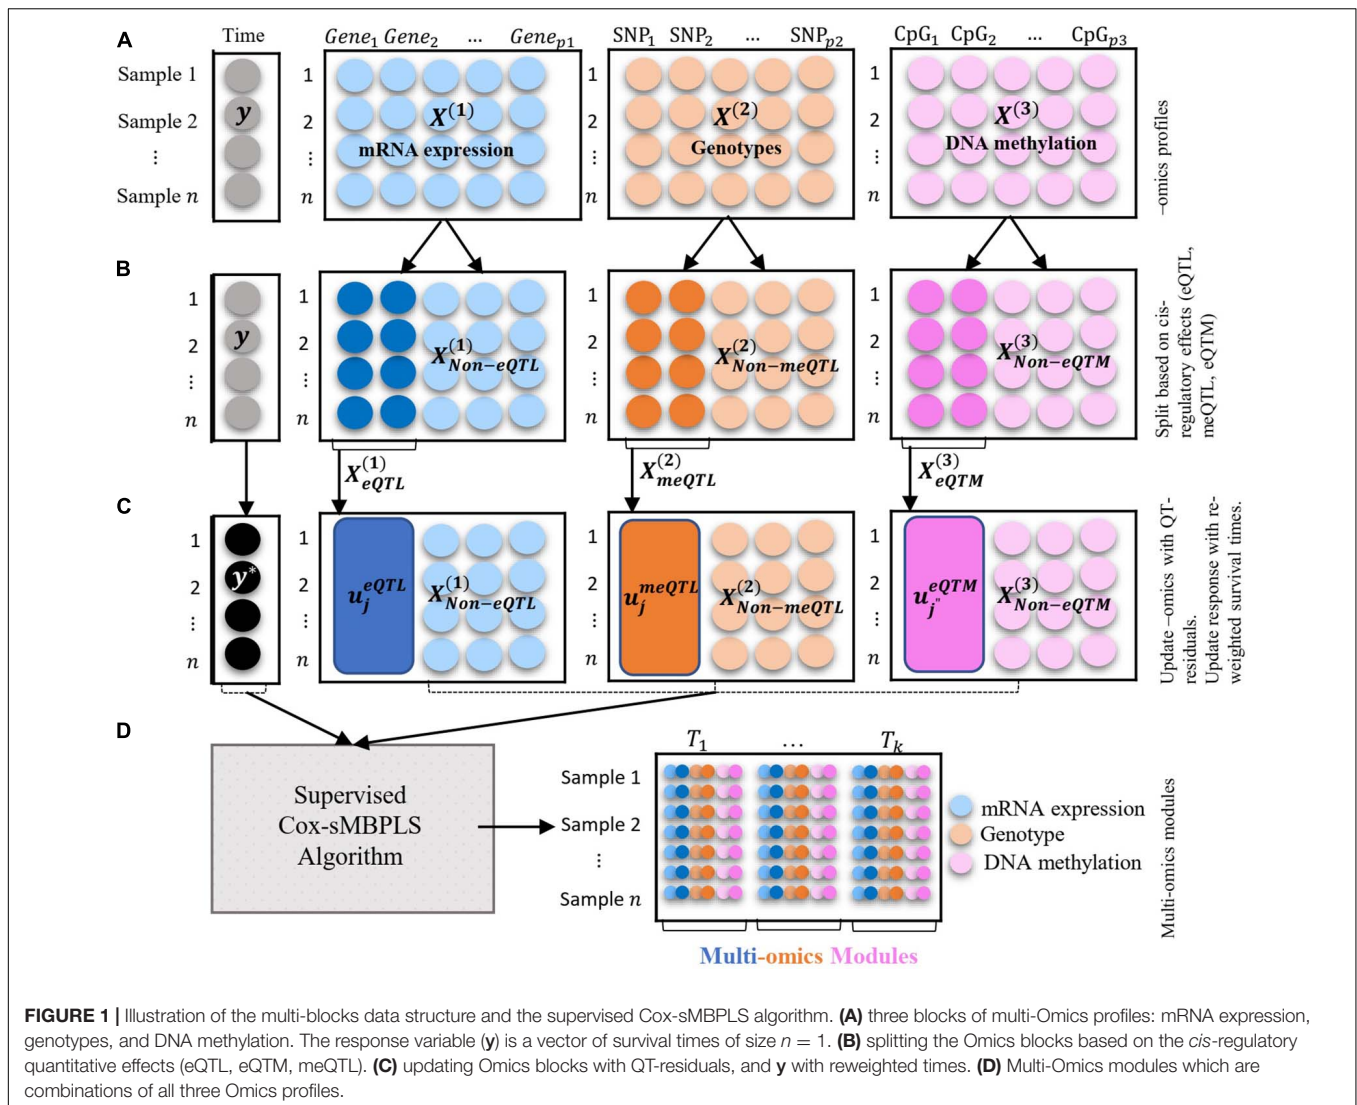 A
Time
Gene₁ Gene₂ ... Geneₚ₁
SNP₁ SNP₂ ... SNPₚ₂
CpG₁ CpG₂ ... CpGₚ₃
Sample 1
Sample 2
⋮
Sample n
y
1
2
⋮
n
X⁽¹⁾
mRNA expression
1
2
⋮
n
X⁽²⁾
Genotypes
1
2
⋮
n
X⁽³⁾
DNA methylation
–omics profiles
B
1
2
⋮
n
y
1
2
⋮
n
X⁽¹⁾Non−eQTL
1
2
⋮
n
X⁽²⁾Non−meQTL
1
2
⋮
n
X⁽³⁾Non−eQTM
Split based on cis-
regulatory effects (eQTL,
meQTL, eQTM)
X⁽¹⁾eQTL
X⁽²⁾meQTL
X⁽³⁾eQTM
C
1
2
⋮
n
y*
1
2
⋮
n
uⱼ eQTL
X⁽¹⁾Non−eQTL
1
2
⋮
n
uⱼ meQTL
X⁽²⁾Non−meQTL
1
2
⋮
n
uⱼ" eQTM
X⁽³⁾Non−eQTM
Update –omics with QT-
residuals.
Update response with re-
weighted survival times.
D
Supervised
Cox-sMBPLS
Algorithm
T₁ ... Tₖ
Sample 1
Sample 2
⋮
Sample n
mRNA expression
Genotype
DNA methylation
Multi-omics Modules
Multi-omics modules
FIGURE 1 | Illustration of the multi-blocks data structure and the supervised Cox-sMBPLS algorithm. (A) three blocks of multi-Omics profiles: mRNA expression,
genotypes, and DNA methylation. The response variable (y) is a vector of survival times of size n = 1. (B) splitting the Omics blocks based on the cis-regulatory
quantitative effects (eQTL, eQTM, meQTL). (C) updating Omics blocks with QT-residuals, and y with reweighted times. (D) Multi-Omics modules which are
combinations of all three Omics profiles.